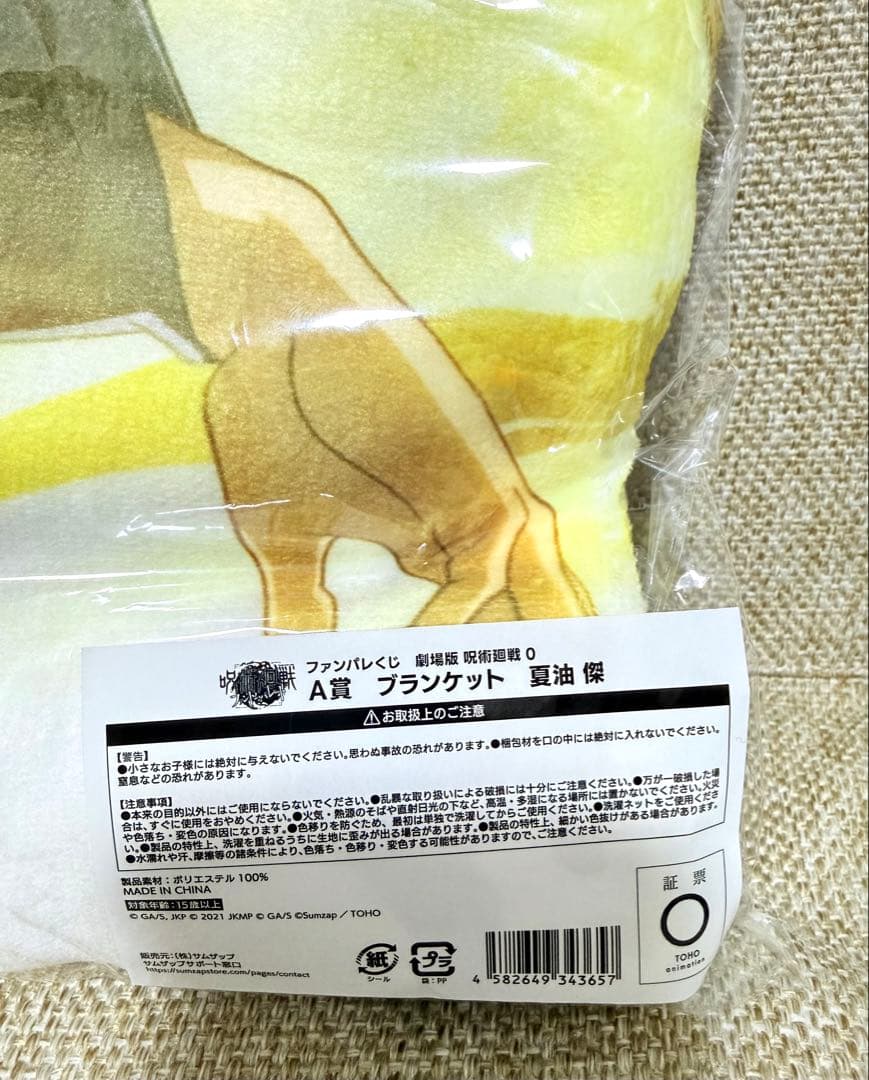 呪術廻戦
ファンパレくじ 劇場版 呪術廻戦 0
A賞 ブランケット 夏油 傑
⚠お取扱上のご注意
【警告】
●小さなお子様には絶対に与えないでください。思わぬ事故の恐れがあります。●梱包材を口の中には絶対に入れないでください。
窒息などの恐れがあります。
【注意事項】
●本来の目的以外にはご使用にならないでください。●乱暴な取り扱いによる破損には十分にご注意ください。●万が一破損した場
合は、すぐに使用をおやめください。●火気・熱源のそばや直射日光の下など、高温・多湿になる場所には置かないでください。火災
や色落ち・変色の原因になります。●色移りを防ぐため、最初は単独で洗濯してからご使用ください。●洗濯ネットをご使用くださ
い。●製品の特性上、洗濯を重ねるうちに生地に歪みが出る場合があります。●製品の特性上、細かい色抜けがある場合があります。
●水濡れや汗、摩擦等の諸条件により、色落ち・色移り・変色する可能性がありますので、ご注意ください。
製品素材：ポリエステル 100%
MADE IN CHINA
対象年齢：15歳以上
© GA/S, JKP © 2021 JKMP © GA/S ©Sumzap／TOHO
販売元：（株）サムザップ
サムザップサポート窓口
https://sumzapstore.com/pages/contact
紙
シール
プラ
袋：PP
4 582649 343657
証 票
TOHO
animation